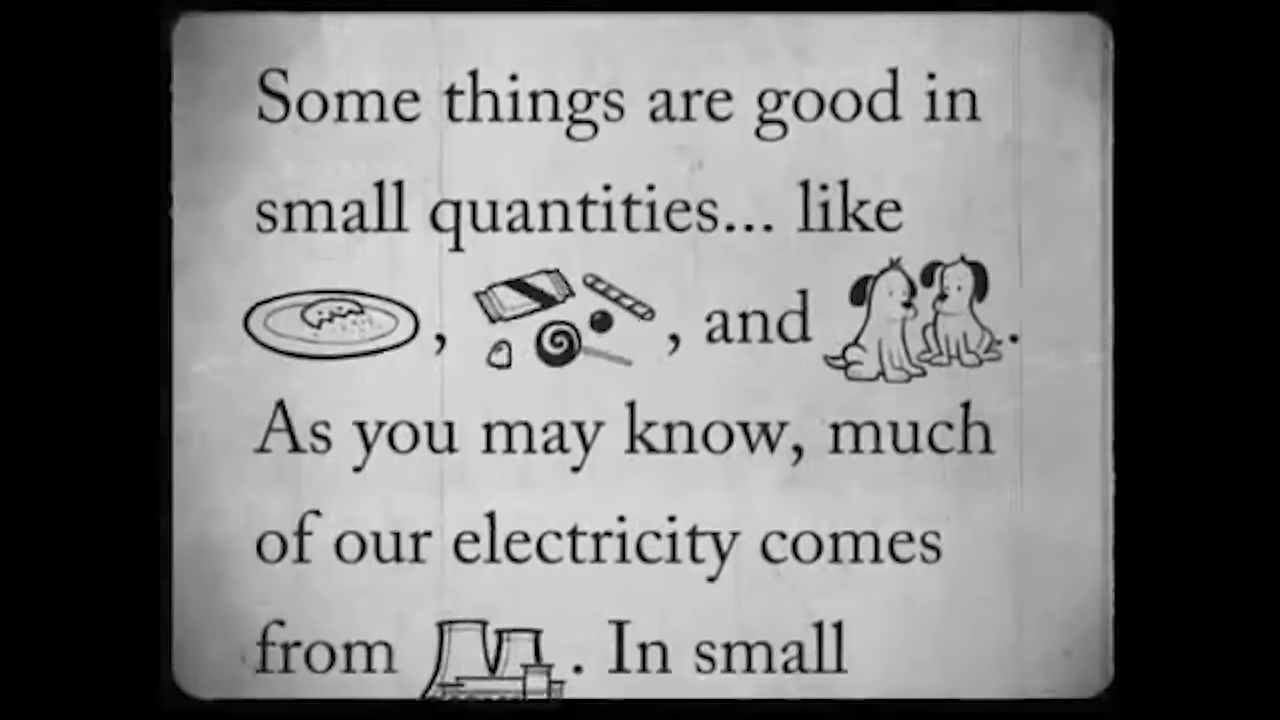 Some things are good in
small quantities... like
, , and .
As you may know, much
of our electricity comes
from . In small